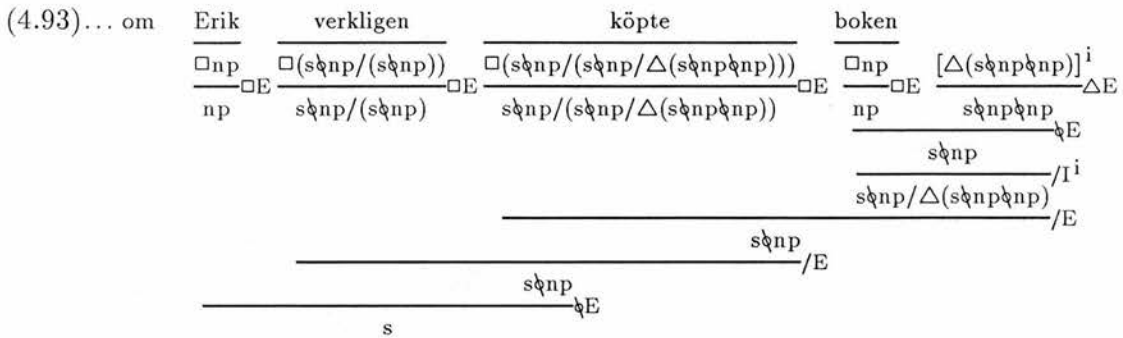 (4.93)... om Erik verkligen köpte boken
□np □(s⍉np/(s⍉np)) □(s⍉np/(s⍉np/△(s⍉np⍉np))) □np [△(s⍉np⍉np)]ⁱ
□E □E □E □E △E
np s⍉np/(s⍉np) s⍉np/(s⍉np/△(s⍉np⍉np)) np s⍉np⍉np
⍉E
s⍉np
/Iⁱ
s⍉np/△(s⍉np⍉np)
/E
s⍉np
/E
s⍉np
⍉E
s